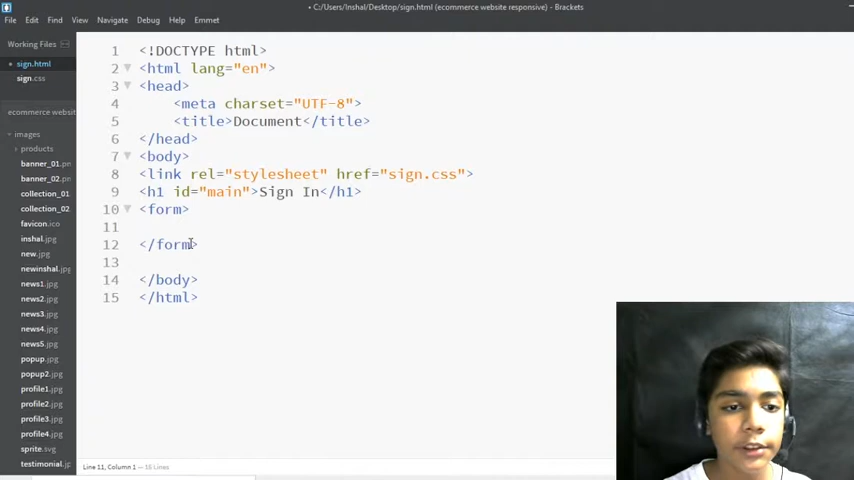 • C:/Users/Inshal/Desktop/sign.html (ecommerce website responsive) - Brackets
File Edit Find View Navigate Debug Help Emmet
Working Files
• sign.html
sign.css
ecommerce websit
images
products
banner_01.pn
banner_02.pn
collection_01
collection_02
favicon.ico
inshal.jpg
new.jpg
newinshal.jpg
news1.jpg
news2.jpg
news3.jpg
news4.jpg
news5.jpg
popup.jpg
popup2.jpg
profile1.jpg
profile2.jpg
profile3.jpg
profile4.jpg
sprite.svg
testimonial.jp
1 <!DOCTYPE html>
2 <html lang="en">
3 <head>
4 <meta charset="UTF-8">
5 <title>Document</title>
6 </head>
7 <body>
8 <link rel="stylesheet" href="sign.css">
9 <h1 id="main">Sign In</h1>
10 <form>
11
12 </form>
13
14 </body>
15 </html>
Line 11, Column 1 — 15 Lines